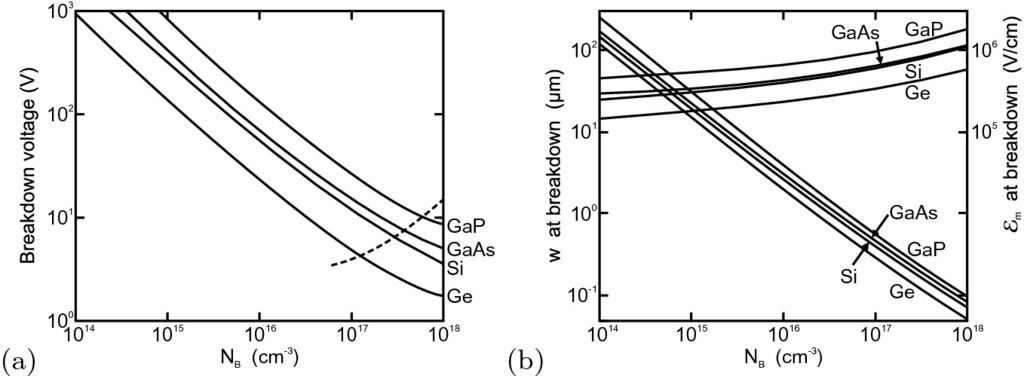 10³
10²
10¹
10⁰
Breakdown voltage (V)
GaP
GaAs
Si
Ge
10¹⁴ 10¹⁵ 10¹⁶ 10¹⁷ 10¹⁸
N_B (cm⁻³)
(a)
10²
10¹
10⁰
10⁻¹
w at breakdown (μm)
GaAs
GaP
Si
Ge
GaAs
GaP
Si
Ge
10⁶
10⁵
ℰ_m at breakdown (V/cm)
10¹⁴ 10¹⁵ 10¹⁶ 10¹⁷ 10¹⁸
N_B (cm⁻³)
(b)